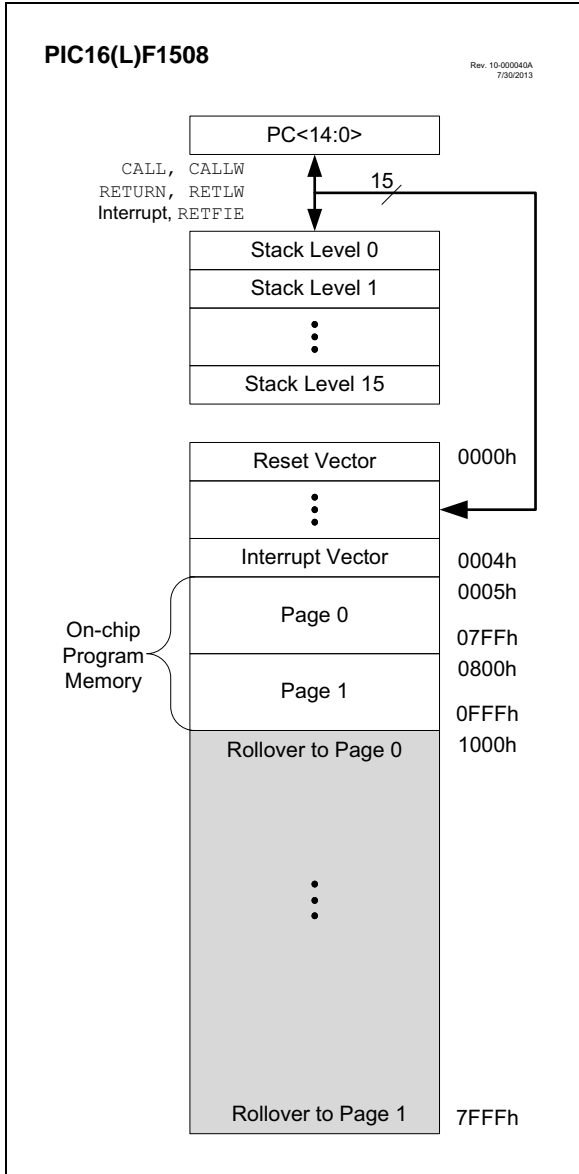 PIC16(L)F1508
Rev. 10-000040A
7/30/2013
PC<14:0>
CALL, CALLW
RETURN, RETLW
Interrupt, RETFIE
15
Stack Level 0
Stack Level 1
Stack Level 15
Reset Vector
0000h
Interrupt Vector
0004h
0005h
Page 0
On-chip
Program
Memory
07FFh
0800h
Page 1
0FFFh
Rollover to Page 0
1000h
Rollover to Page 1
7FFFh